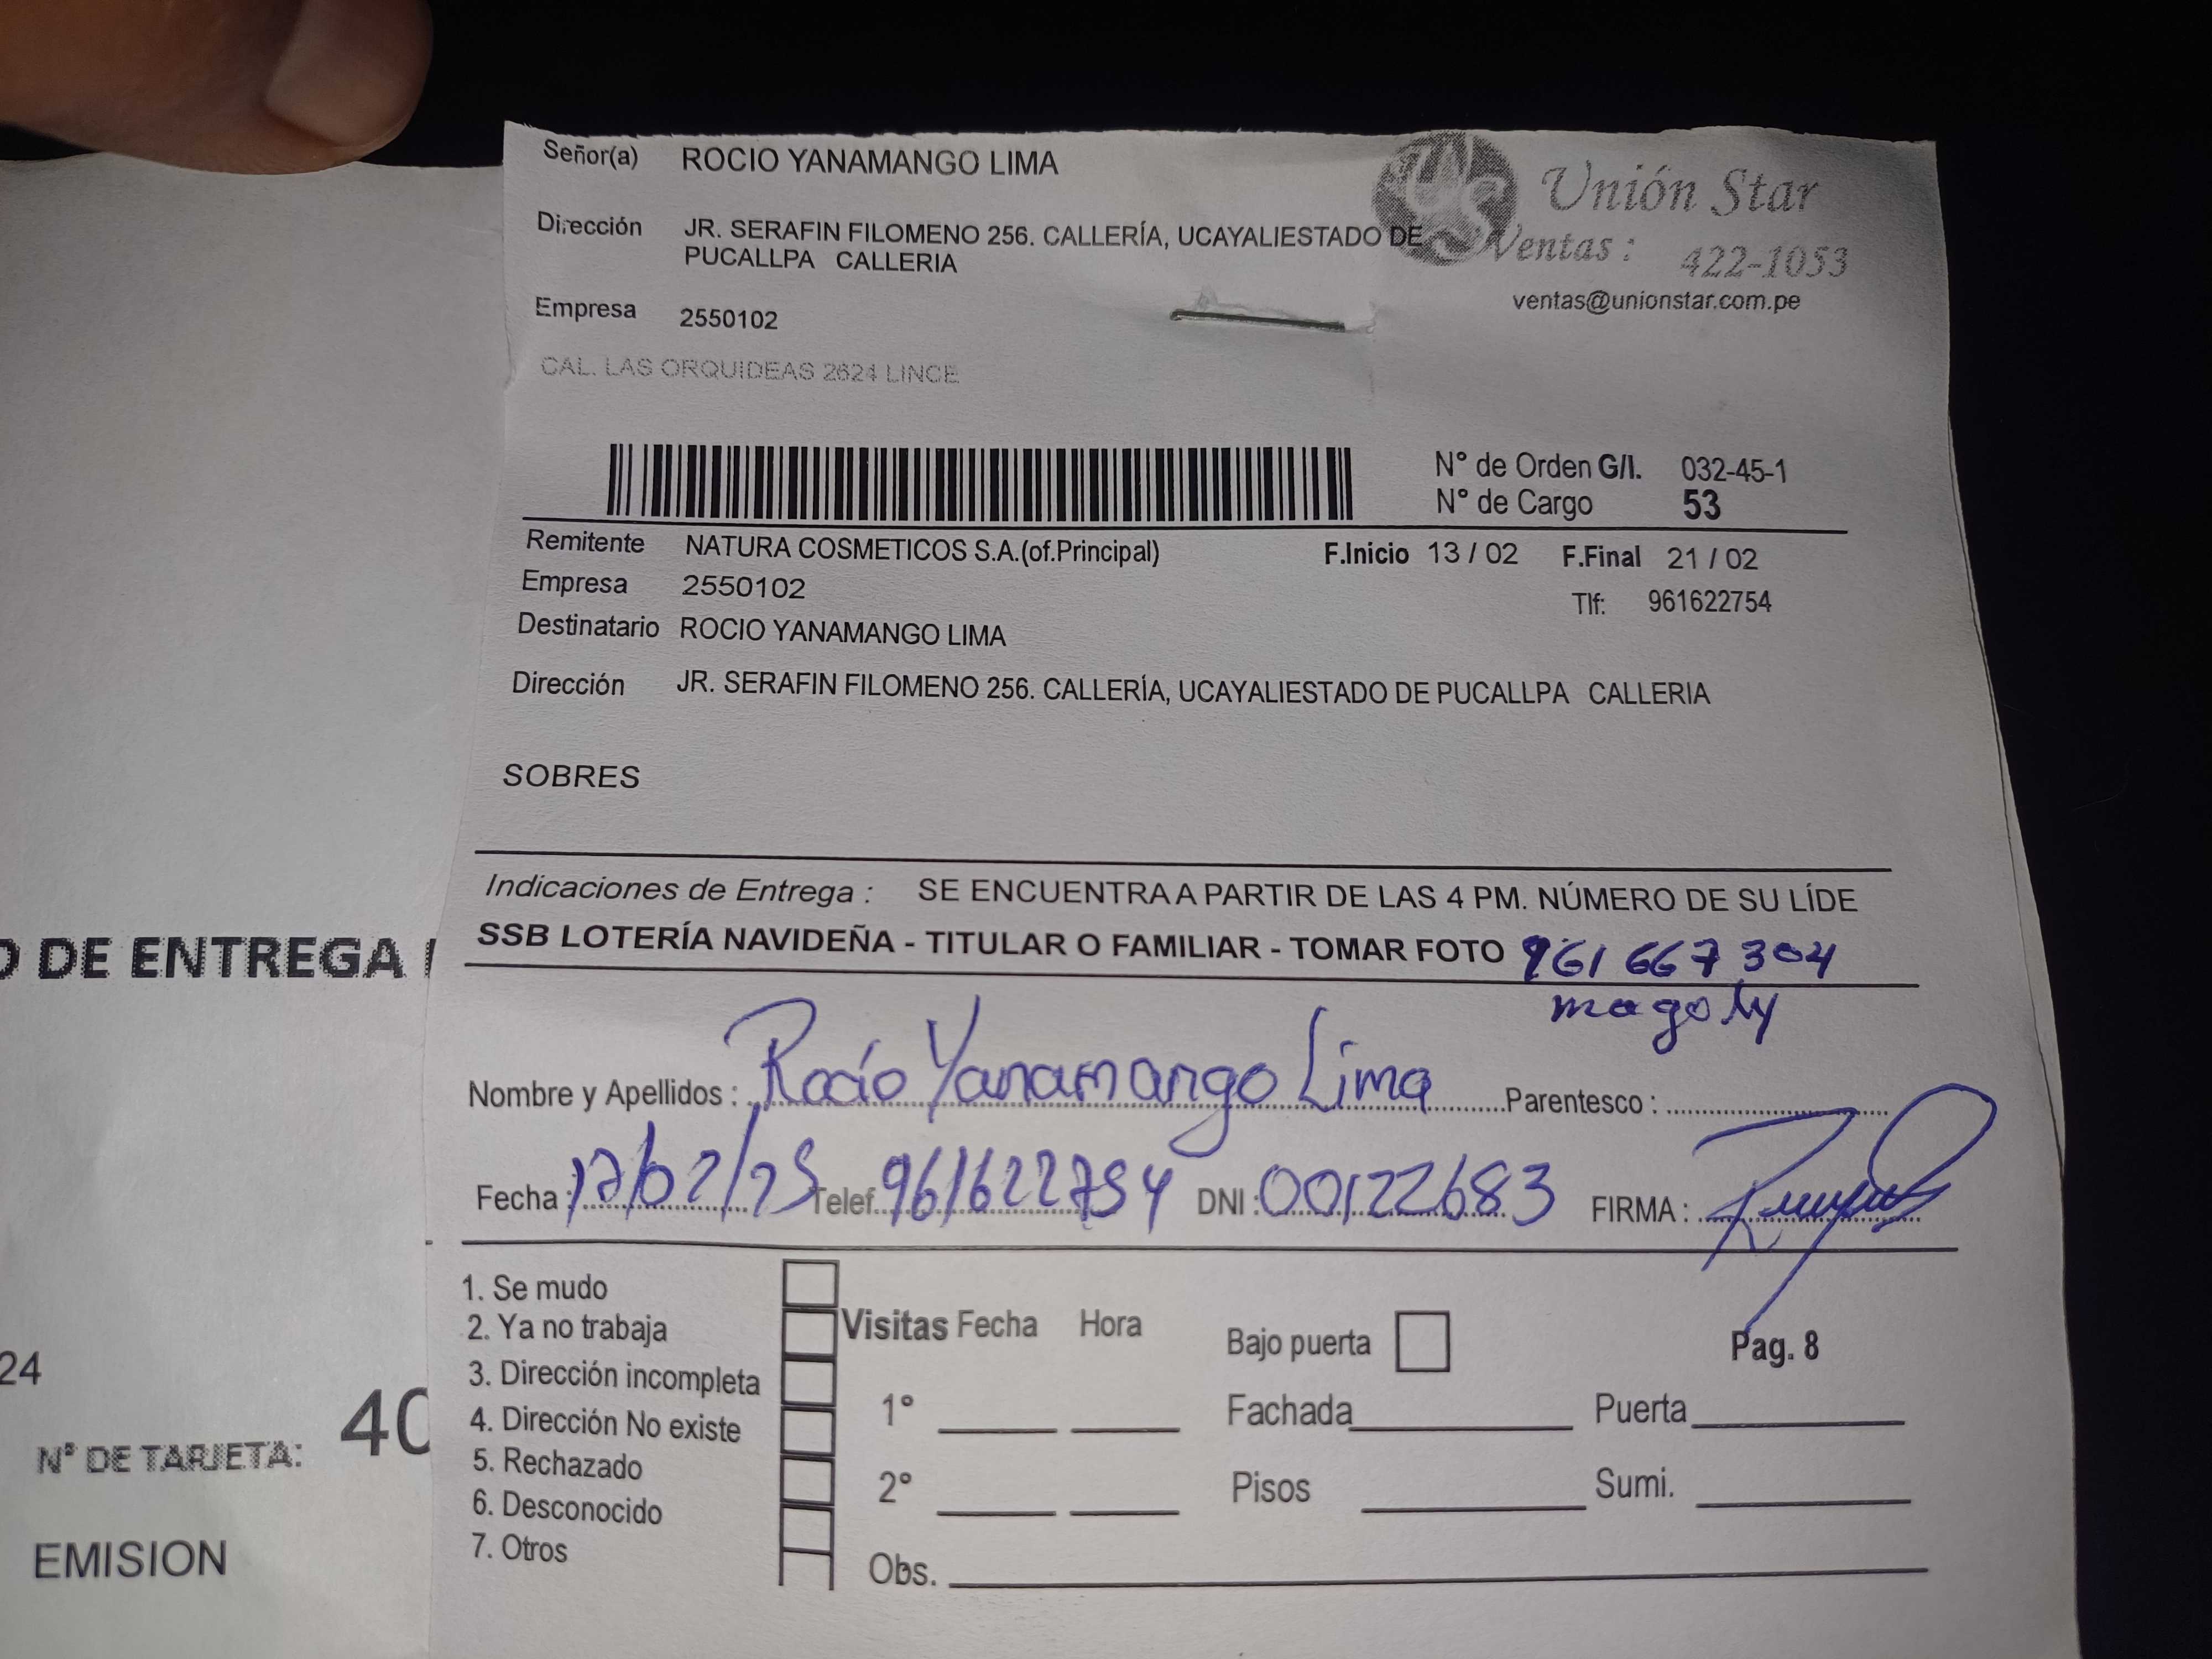 Señor(a) ROCIO YANAMANGO LIMA
Unión Star
Dirección JR. SERAFIN FILOMENO 256. CALLERÍA, UCAYALIESTADO DE
PUCALLPA CALLERIA
Ventas : 422-1053
ventas@unionstar.com.pe
Empresa 2550102
CAL. LAS ORQUIDEAS 2624 LINCE
N° de Orden G/I. 032-45-1
N° de Cargo 53
Remitente NATURA COSMETICOS S.A.(of.Principal) F.Inicio 13 / 02 F.Final 21 / 02
Empresa 2550102
Tlf: 961622754
Destinatario ROCIO YANAMANGO LIMA
Dirección JR. SERAFIN FILOMENO 256. CALLERÍA, UCAYALIESTADO DE PUCALLPA CALLERIA
SOBRES
Indicaciones de Entrega : SE ENCUENTRA A PARTIR DE LAS 4 PM. NÚMERO DE SU LÍDE
SSB LOTERÍA NAVIDEÑA - TITULAR O FAMILIAR - TOMAR FOTO 961 667 304
magoly
Nombre y Apellidos : Rocío Yanamango Lima Parentesco :
Fecha : 17/02/25 Telef. 961622754 DNI : 00122683 FIRMA :
1. Se mudo
2. Ya no trabaja
3. Dirección incompleta
4. Dirección No existe
5. Rechazado
6. Desconocido
7. Otros
Visitas Fecha Hora
1°
2°
Obs.
Bajo puerta
Pag. 8
Fachada Puerta
Pisos Sumi.
DE ENTREGA
24
N° DE TARJETA: 40
EMISION